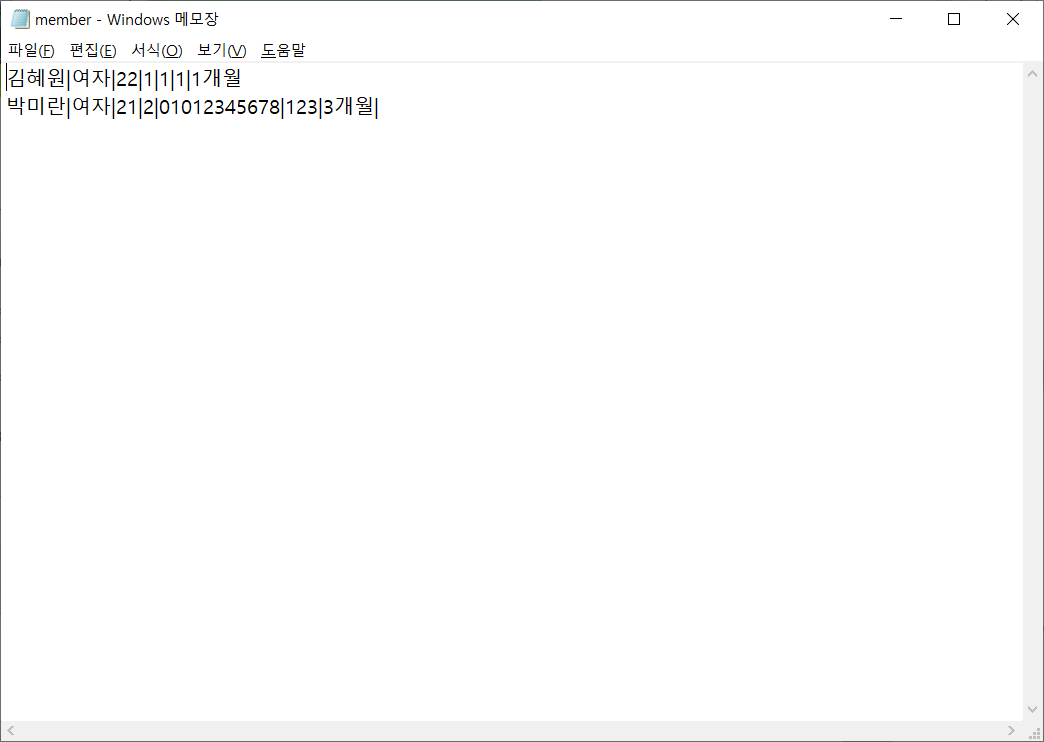 member - Windows 메모장
파일(F) 편집(E) 서식(O) 보기(V) 도움말
김혜원|여자|22|1|1|1|1개월
박미란|여자|21|2|01012345678|123|3개월|